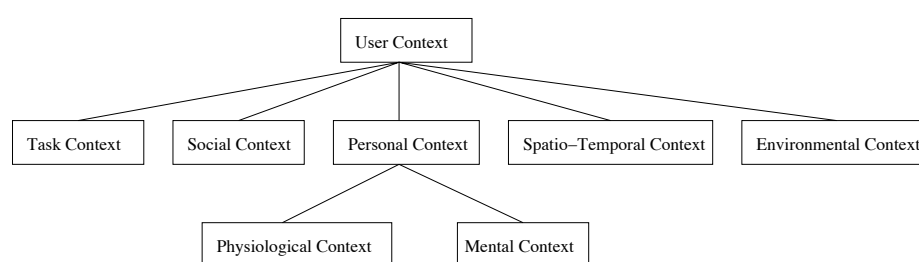 User Context
Task Context
Social Context
Personal Context
Spatio−Temporal Context
Environmental Context
Physiological Context
Mental Context